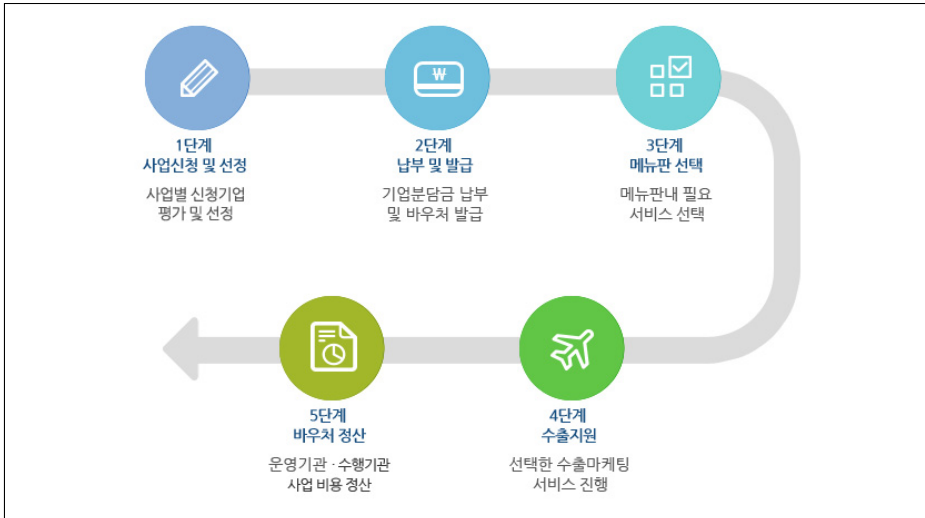 ₩
1단계
사업신청 및 선정
사업별 신청기업
평가 및 선정
2단계
납부 및 발급
기업분담금 납부
및 바우처 발급
3단계
메뉴판 선택
메뉴판내 필요
서비스 선택
4단계
수출지원
선택한 수출마케팅
서비스 진행
5단계
바우처 정산
운영기관 · 수행기관
사업 비용 정산